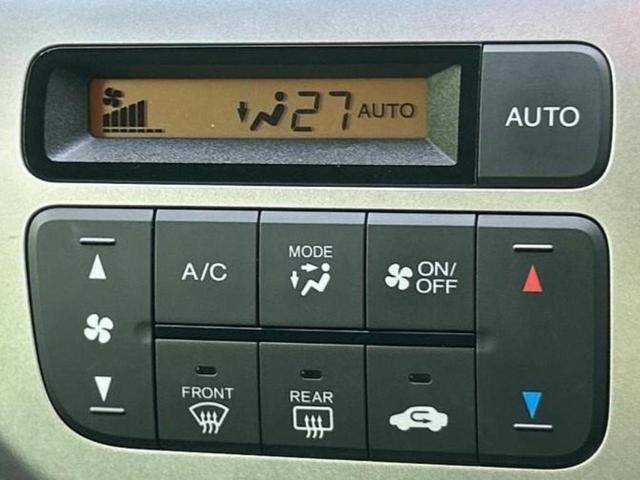 27 AUTO
AUTO
A/C
MODE
ON/
OFF
FRONT
REAR